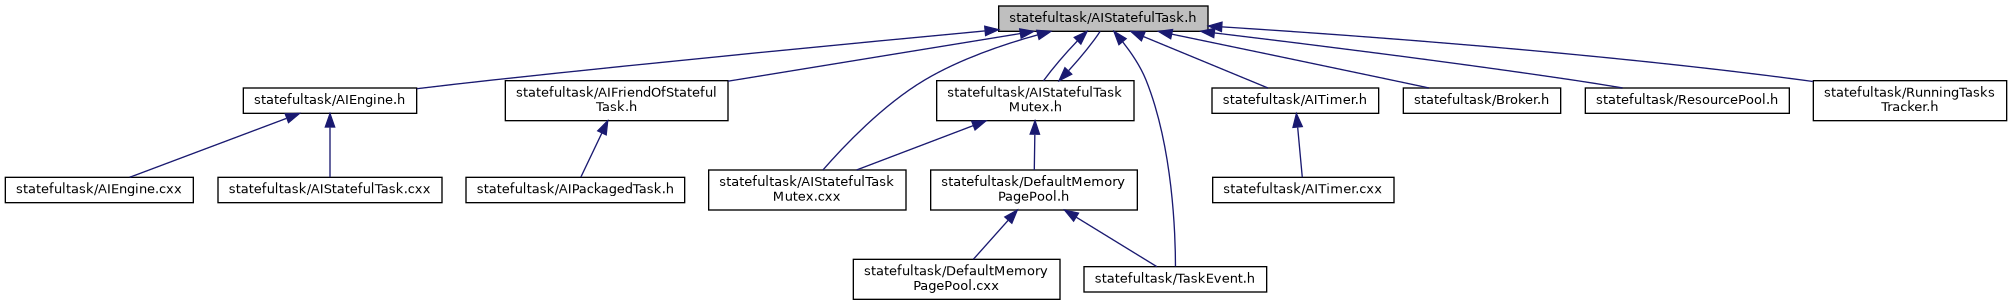 statefultask/AIStatefulTask.h
statefultask/AIEngine.h
statefultask/AIFriendOfStateful
Task.h
statefultask/AIStatefulTask
Mutex.h
statefultask/AITimer.h
statefultask/Broker.h
statefultask/ResourcePool.h
statefultask/RunningTasks
Tracker.h
statefultask/AIEngine.cxx
statefultask/AIStatefulTask.cxx
statefultask/AIPackagedTask.h
statefultask/AIStatefulTask
Mutex.cxx
statefultask/DefaultMemory
PagePool.h
statefultask/AITimer.cxx
statefultask/DefaultMemory
PagePool.cxx
statefultask/TaskEvent.h